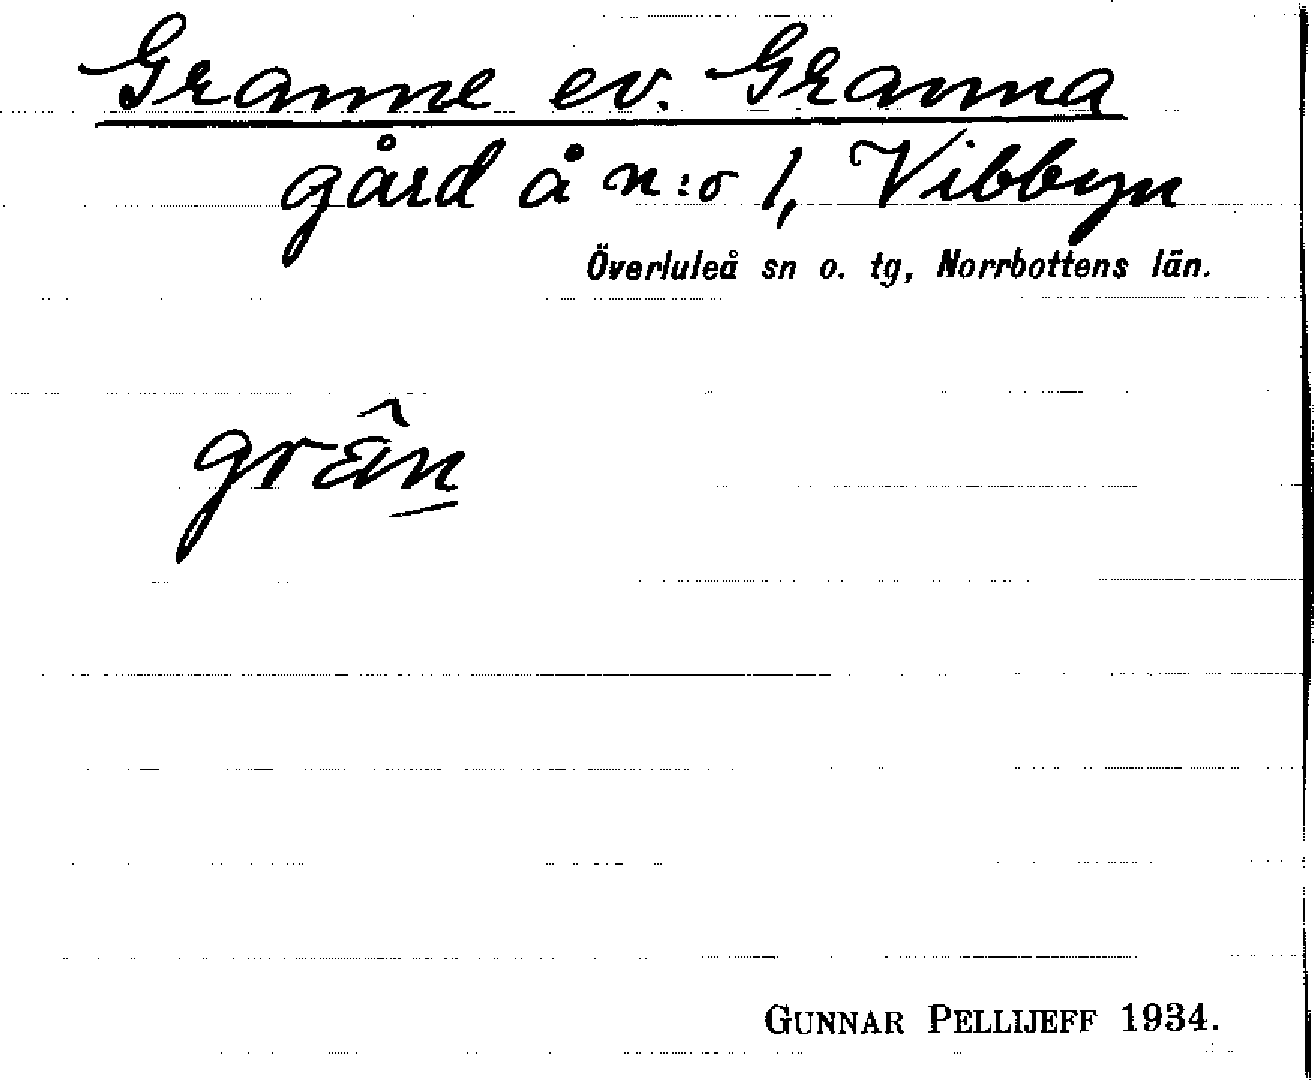 Granne ev. Granna
gård å n:o 1, Vibbyn
Överluleå sn o. tg, Norrbottens län.
grân
GUNNAR PELLIJEFF 1934.